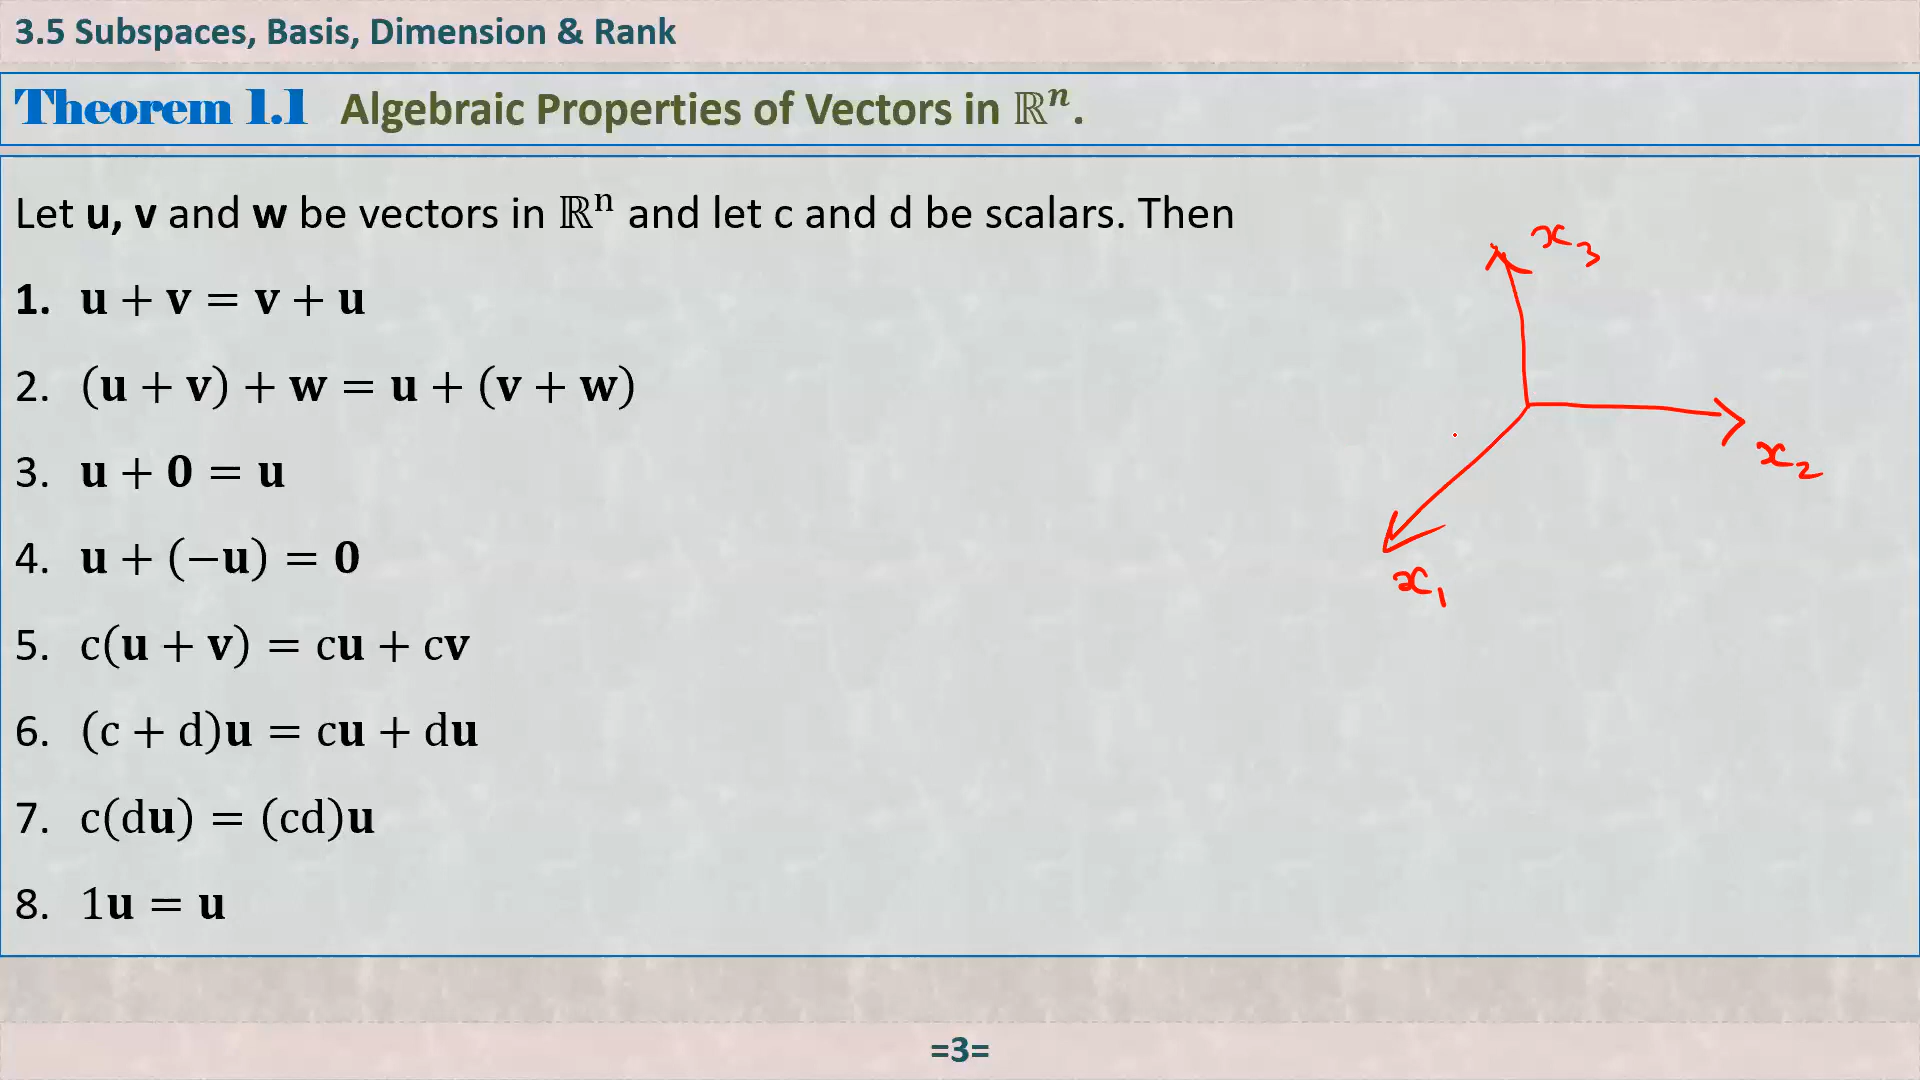 3.5 Subspaces, Basis, Dimension & Rank
Theorem 1.1 Algebraic Properties of Vectors in ℝⁿ.
Let u, v and w be vectors in ℝⁿ and let c and d be scalars. Then
1. u + v = v + u
2. (u + v) + w = u + (v + w)
3. u + 0 = u
4. u + (−u) = 0
5. c(u + v) = cu + cv
6. (c + d)u = cu + du
7. c(du) = (cd)u
8. 1u = u
x₃
x₂
x₁
=3=